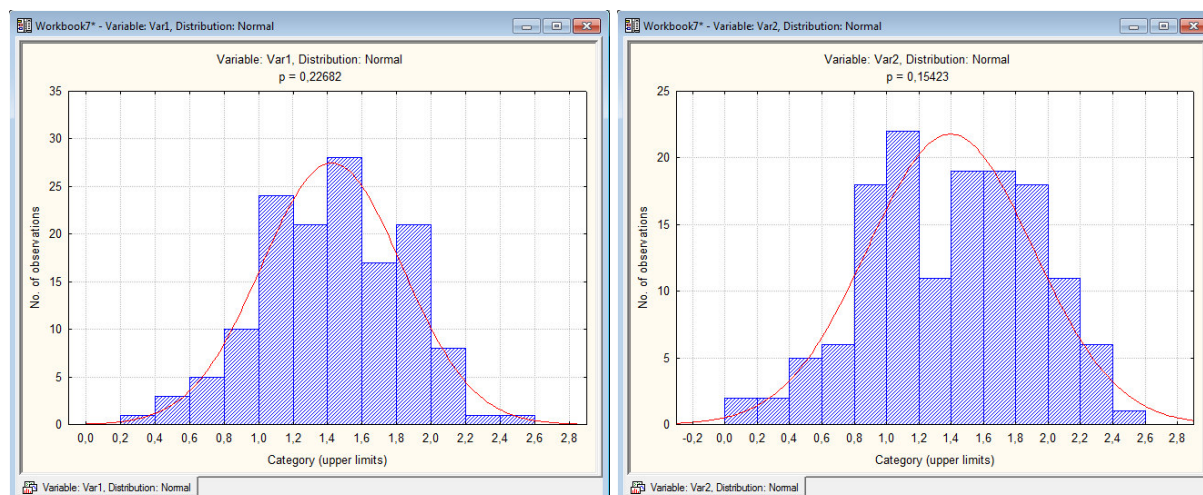 Workbook7* - Variable: Var1, Distribution: Normal
Variable: Var1, Distribution: Normal
p = 0,22682
No. of observations
35
30
25
20
15
10
5
0
0,0 0,2 0,4 0,6 0,8 1,0 1,2 1,4 1,6 1,8 2,0 2,2 2,4 2,6 2,8
Category (upper limits)
Variable: Var1, Distribution: Normal
Workbook7* - Variable: Var2, Distribution: Normal
Variable: Var2, Distribution: Normal
p = 0,15423
No. of observations
25
20
15
10
5
0
-0,2 0,0 0,2 0,4 0,6 0,8 1,0 1,2 1,4 1,6 1,8 2,0 2,2 2,4 2,6 2,8
Category (upper limits)
Variable: Var2, Distribution: Normal